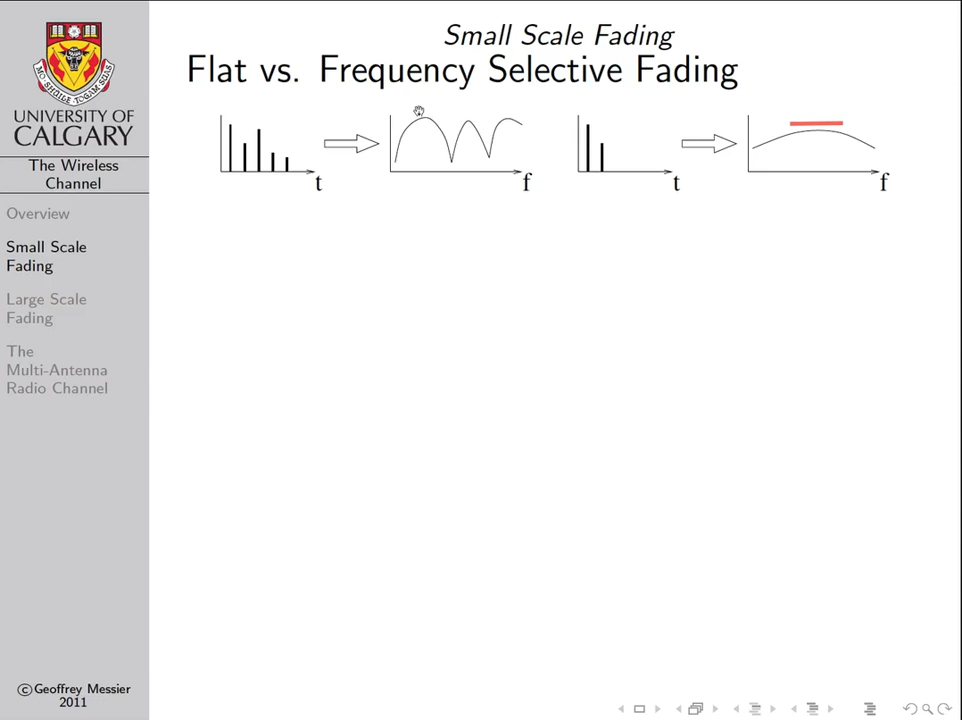 Small Scale Fading
Flat vs. Frequency Selective Fading
UNIVERSITY OF
CALGARY
The Wireless
Channel
Overview
Small Scale
Fading
Large Scale
Fading
The
Multi-Antenna
Radio Channel
t
f
t
f
©Geoffrey Messier
2011